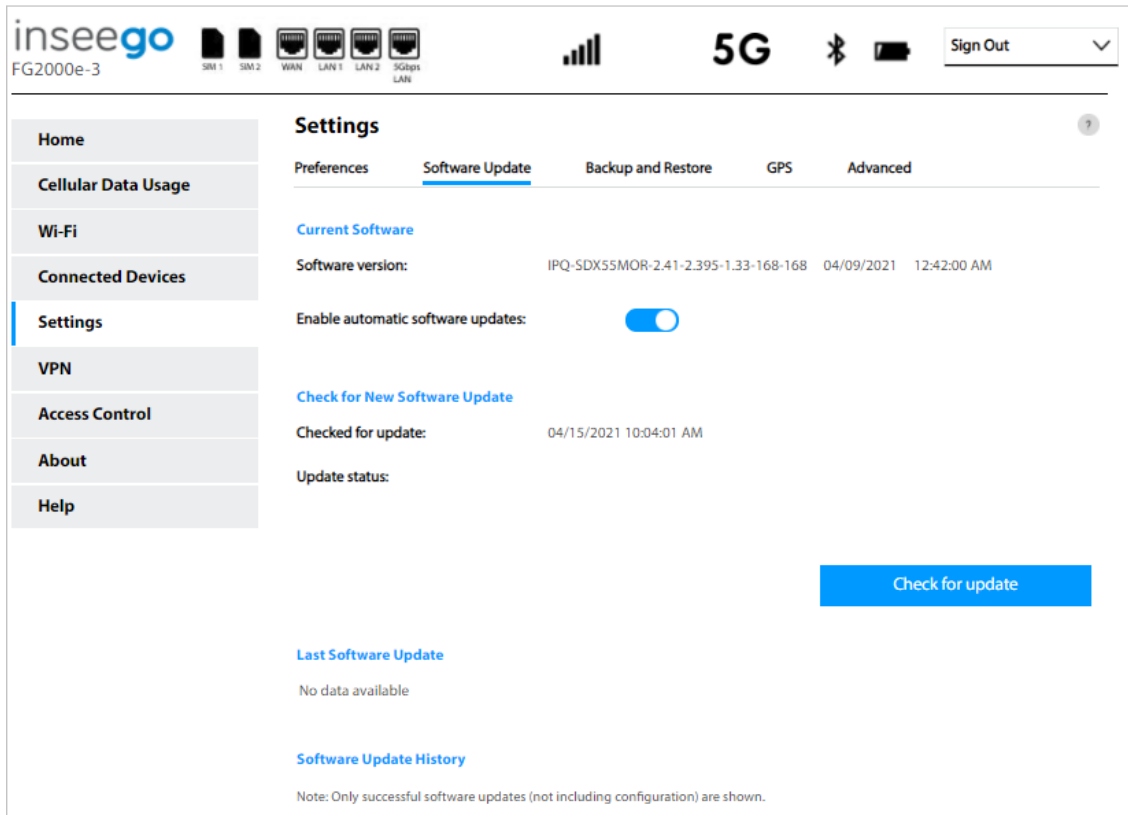 inseego
FG2000e-3
SIM 1 SIM 2 WAN LAN 1 LAN 2 5Gbps LAN
5G
Sign Out
Home
Cellular Data Usage
Wi-Fi
Connected Devices
Settings
VPN
Access Control
About
Help
Settings
?
Preferences Software Update Backup and Restore GPS Advanced
Current Software
Software version: IPQ-SDX55MOR-2.41-2.395-1.33-168-168 04/09/2021 12:42:00 AM
Enable automatic software updates:
Check for New Software Update
Checked for update: 04/15/2021 10:04:01 AM
Update status:
Check for update
Last Software Update
No data available
Software Update History
Note: Only successful software updates (not including configuration) are shown.